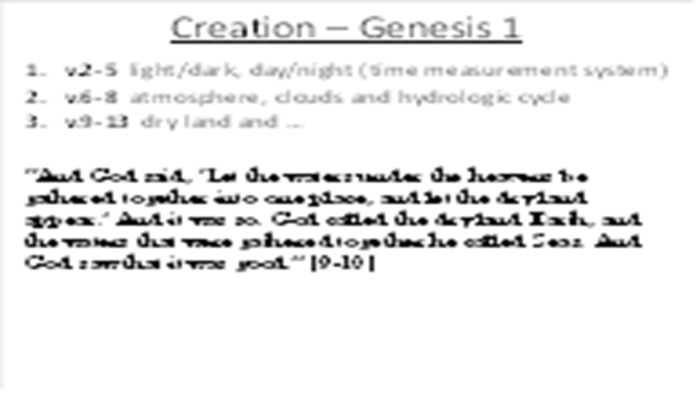 Creation – Genesis 1
1. v2-5 light/dark, day/night (time measurement system)
2. v6-8 atmosphere, clouds and hydrologic cycle
3. v9-13 dry land and ...
"And God said, "Let the waters under the heavens be
gathered together into one place, and let the dry land
appear." And it was so. God called the dry land Earth, and
the waters that were gathered together he called Seas. And
God saw that it was good." [9-10]